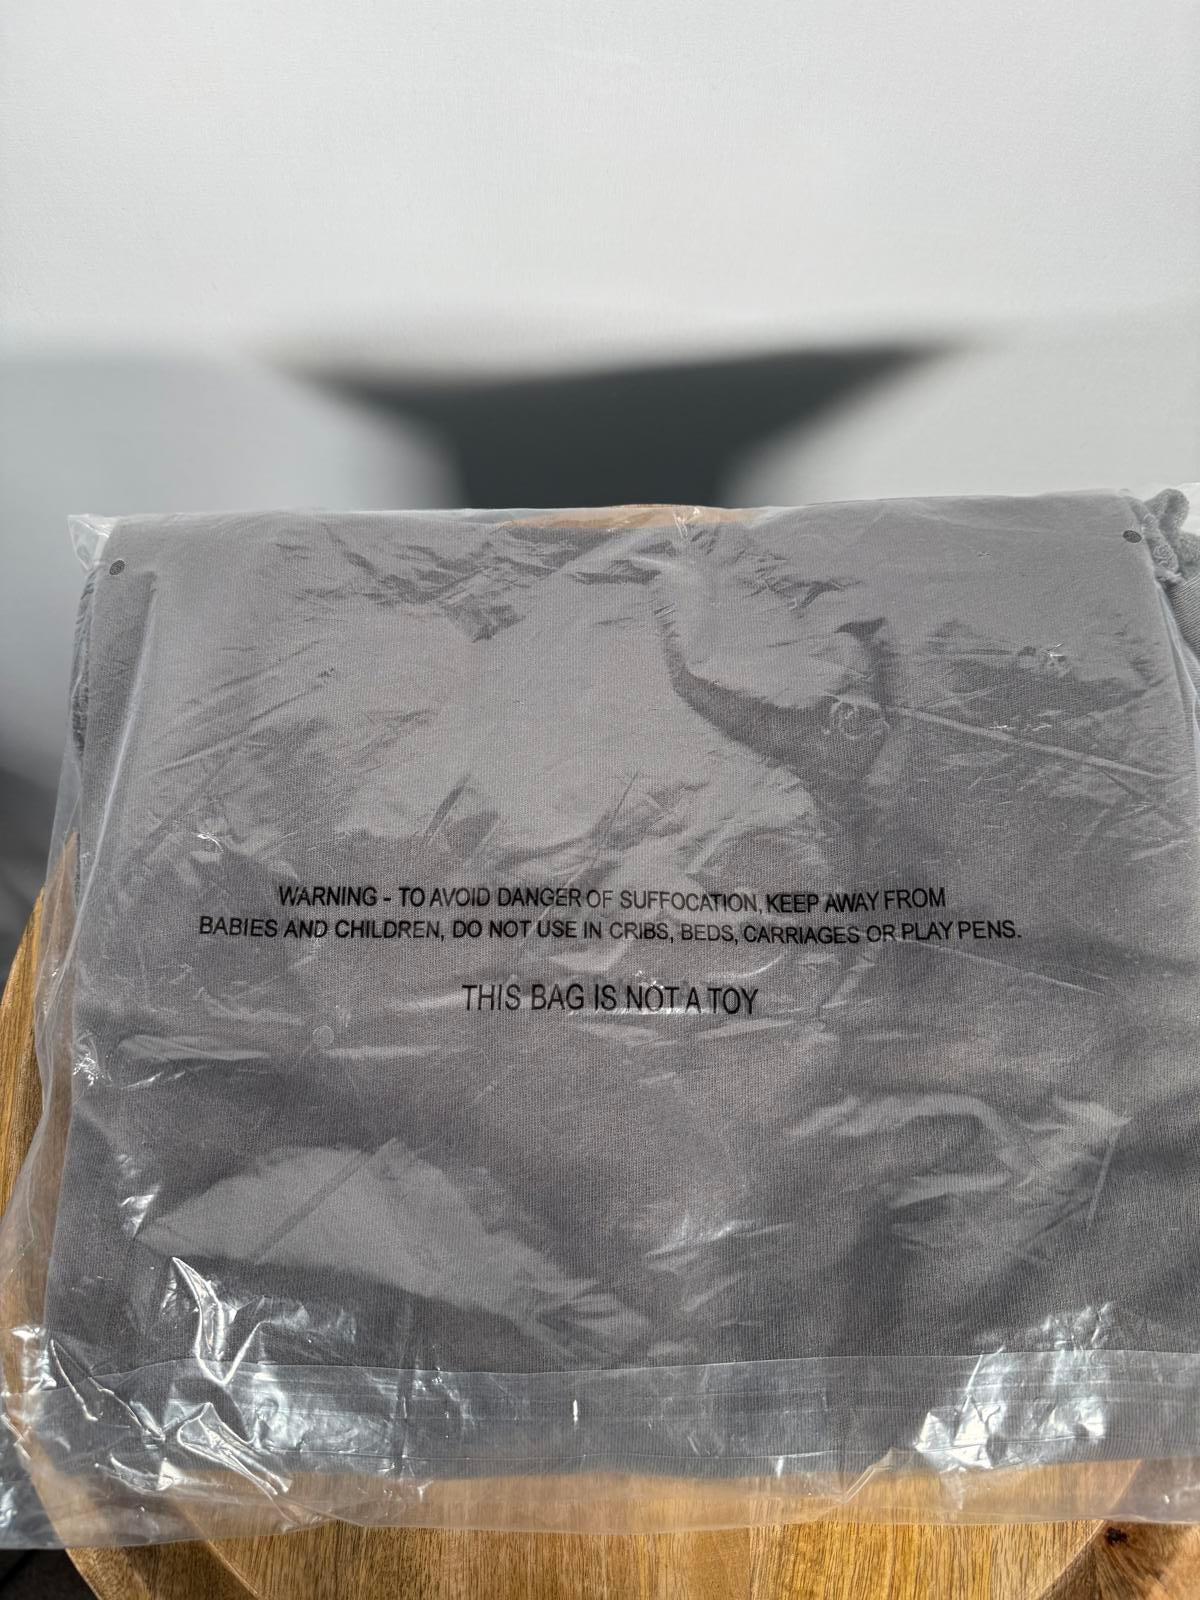 WARNING - TO AVOID DANGER OF SUFFOCATION, KEEP AWAY FROM
BABIES AND CHILDREN, DO NOT USE IN CRIBS, BEDS, CARRIAGES OR PLAY PENS.
THIS BAG IS NOT A TOY